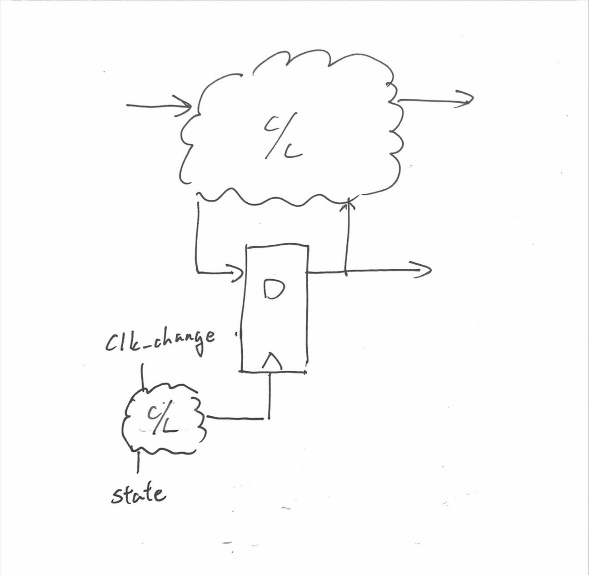 C/L
D
Clk_change
C/L
state